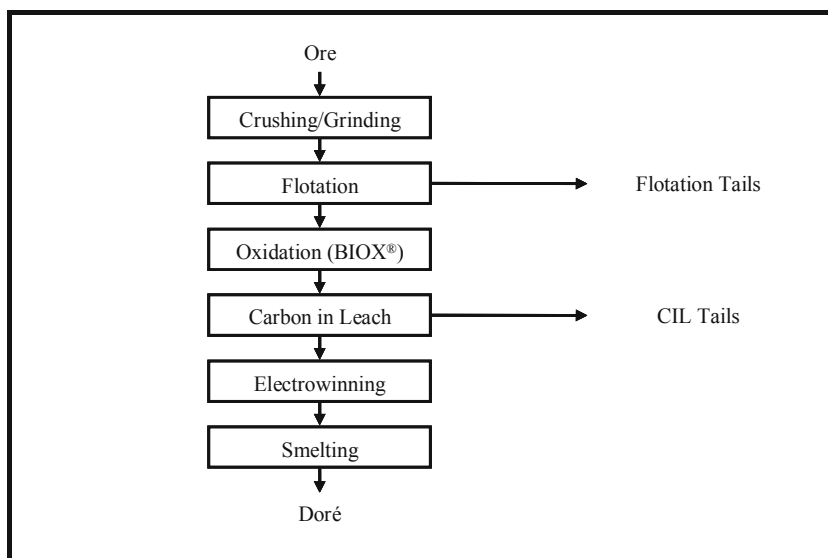 Ore
Crushing/Grinding
Flotation
Flotation Tails
Oxidation (BIOX®)
Carbon in Leach
CIL Tails
Electrowinning
Smelting
Doré